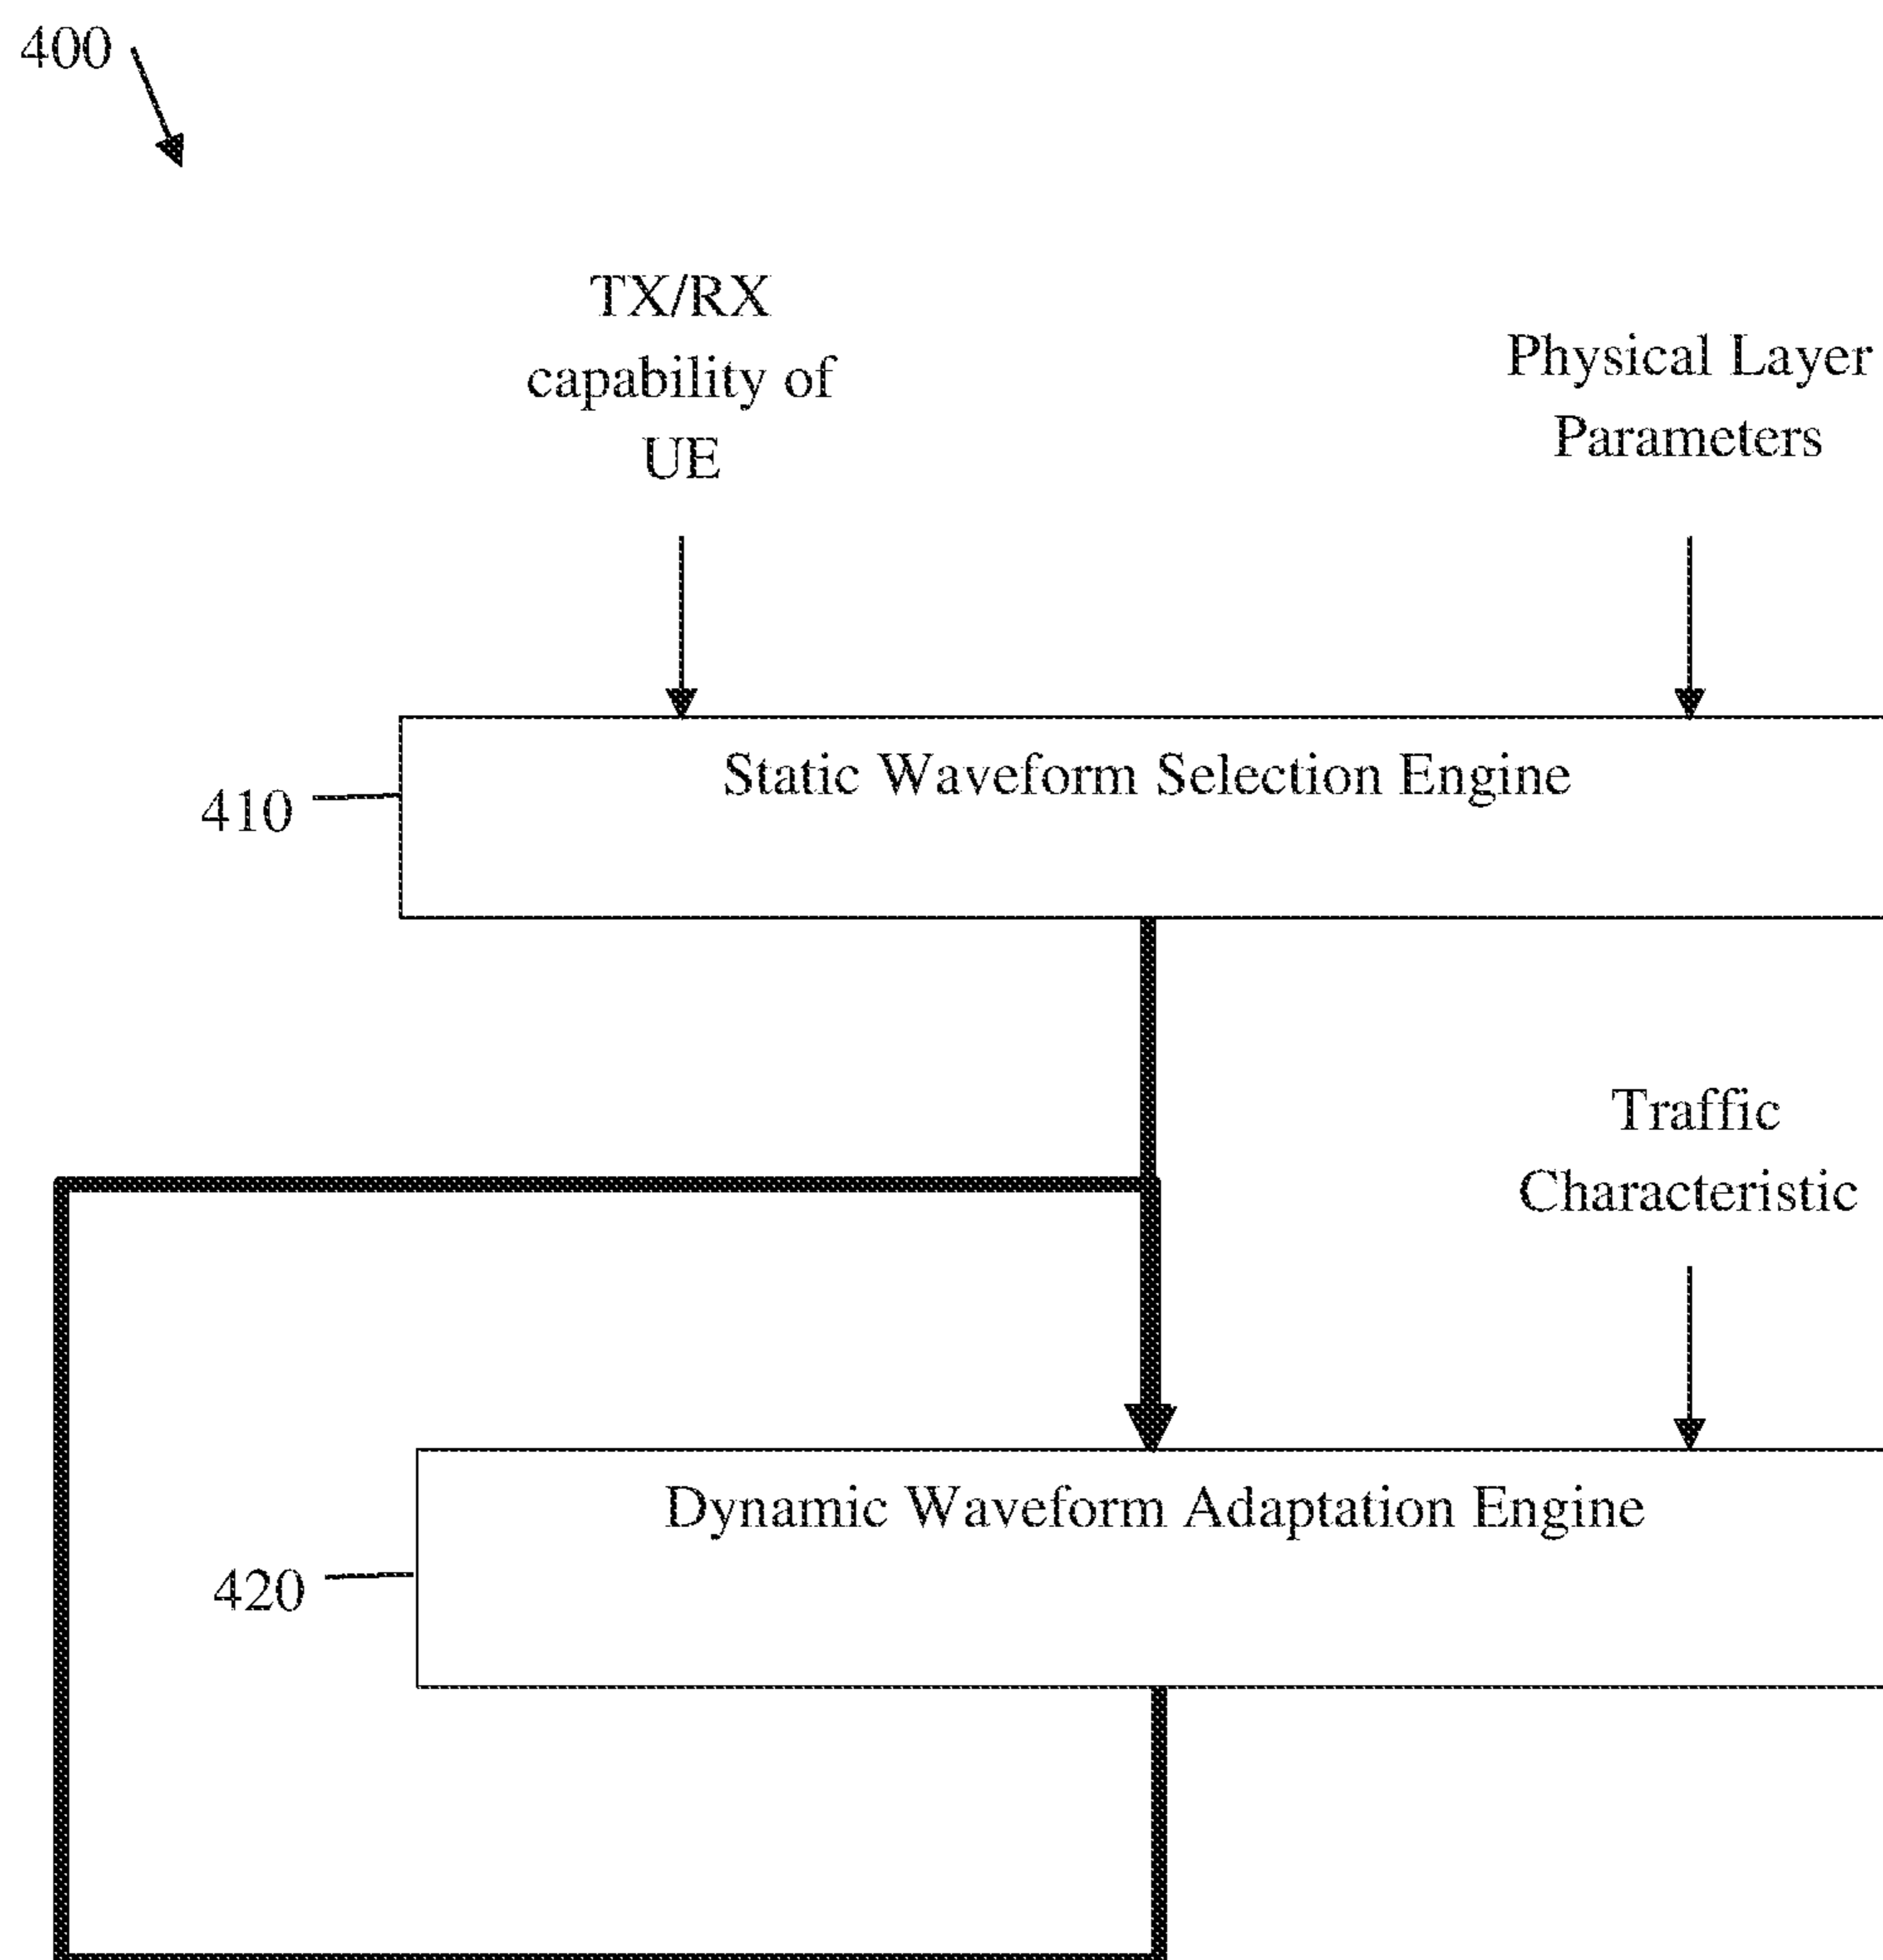 400
TX/RX
capability of
UE
Physical Layer
Parameters
Static Waveform Selection Engine
410
Traffic
Characteristic
Dynamic Waveform Adaptation Engine
420